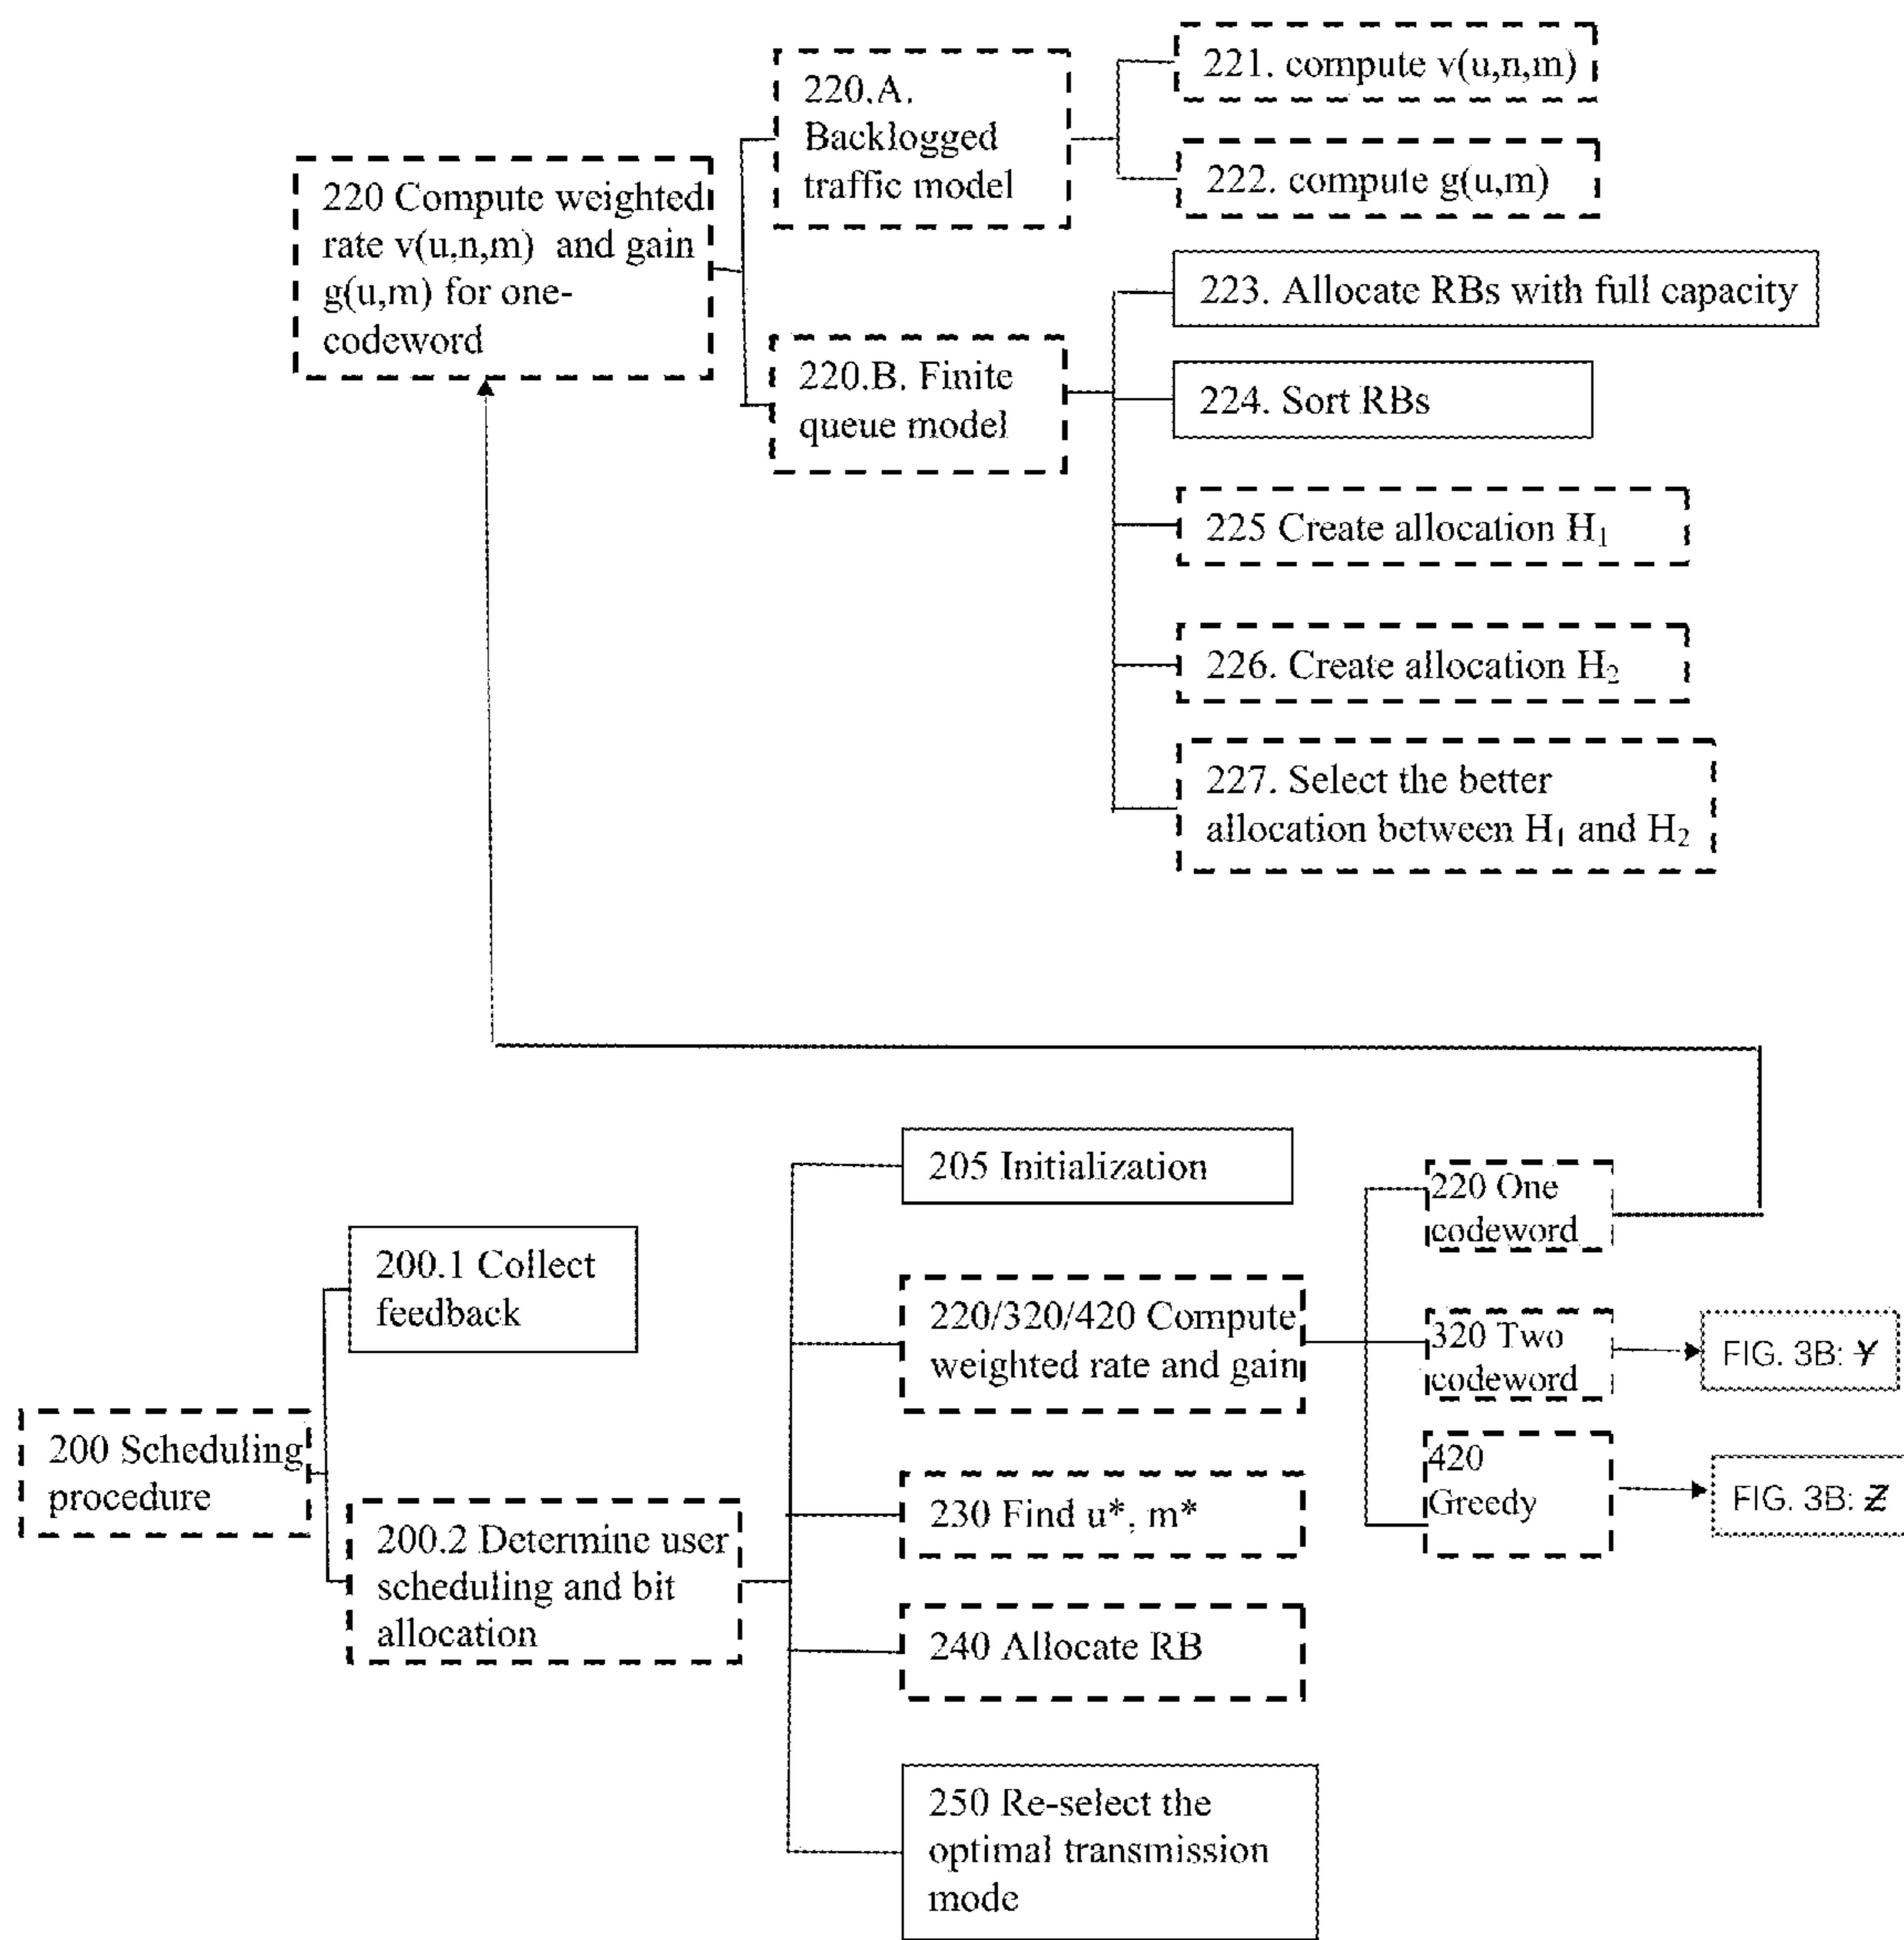 220 Compute weighted
rate v(u,n,m) and gain
g(u,m) for one-
codeword
220.A.
Backlogged
traffic model
221. compute v(u,n,m)
222. compute g(u,m)
220.B. Finite
queue model
223. Allocate RBs with full capacity
224. Sort RBs
225 Create allocation H₁
226. Create allocation H₂
227. Select the better
allocation between H₁ and H₂
200 Scheduling
procedure
200.1 Collect
feedback
200.2 Determine user
scheduling and bit
allocation
205 Initialization
220/320/420 Compute
weighted rate and gain
230 Find u*, m*
240 Allocate RB
250 Re-select the
optimal transmission
mode
220 One
codeword
320 Two
codeword
420
Greedy
FIG. 3B: Y
FIG. 3B: Z